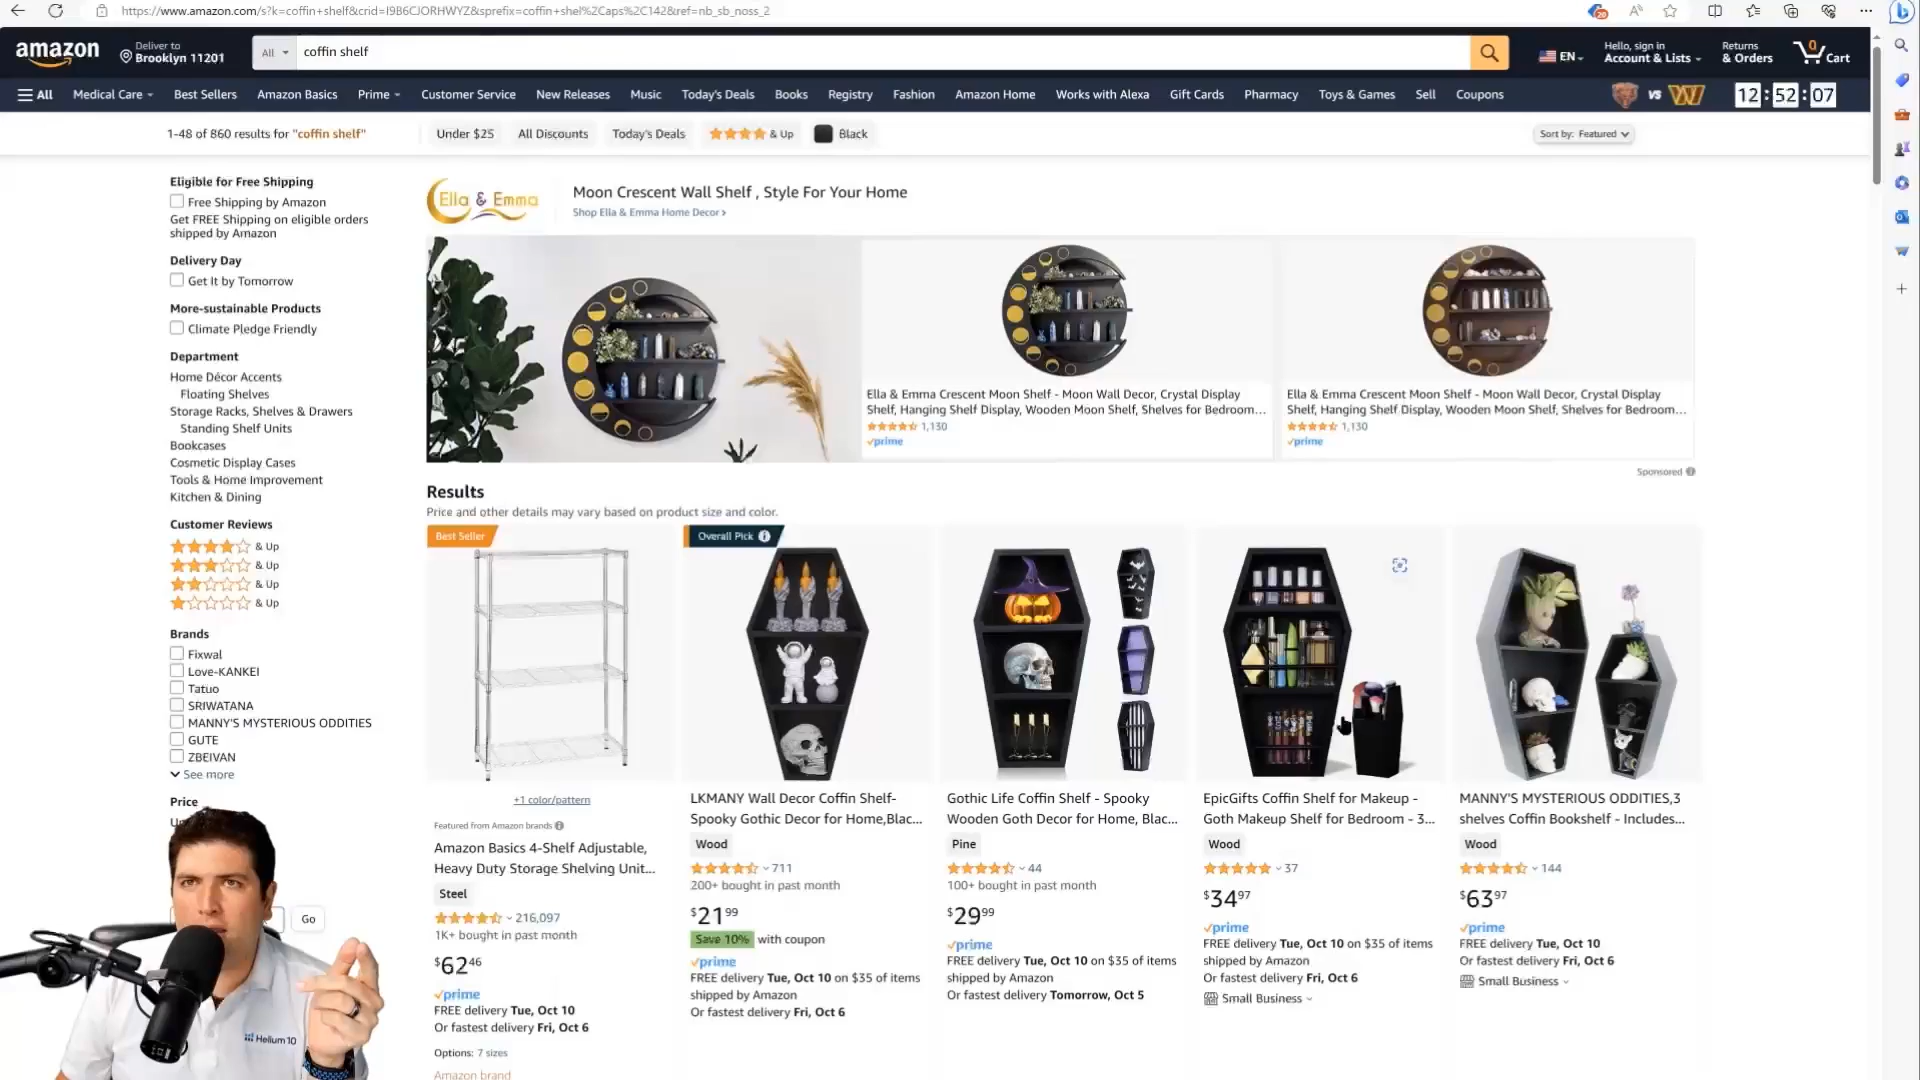 https://www.amazon.com/s?k=coffin+shelf&crid=I9B6CJORHWYZ&sprefix=coffin+shel%2Caps%2C142&ref=nb_sb_noss_2
amazon
Deliver to
Brooklyn 11201
All
coffin shelf
EN
Hello, sign in
Account & Lists
Returns
& Orders
0
Cart
All
Medical Care
Best Sellers
Amazon Basics
Prime
Customer Service
New Releases
Music
Today's Deals
Books
Registry
Fashion
Amazon Home
Works with Alexa
Gift Cards
Pharmacy
Toys & Games
Sell
Coupons
VS
12:52:07
1-48 of 860 results for "coffin shelf"
Under $25
All Discounts
Today's Deals
& Up
Black
Sort by: Featured
Eligible for Free Shipping
Free Shipping by Amazon
Get FREE Shipping on eligible orders
shipped by Amazon
Delivery Day
Get It by Tomorrow
More-sustainable Products
Climate Pledge Friendly
Department
Home Décor Accents
Floating Shelves
Storage Racks, Shelves & Drawers
Standing Shelf Units
Bookcases
Cosmetic Display Cases
Tools & Home Improvement
Kitchen & Dining
Customer Reviews
& Up
& Up
& Up
& Up
Brands
Fixwal
Love-KANKEI
Tatuo
SRIWATANA
MANNY'S MYSTERIOUS ODDITIES
GUTE
ZBEIVAN
See more
Price
Go
Helium 10
Ella & Emma
Moon Crescent Wall Shelf , Style For Your Home
Shop Ella & Emma Home Decor ›
Ella & Emma Crescent Moon Shelf - Moon Wall Decor, Crystal Display
Shelf, Hanging Shelf Display, Wooden Moon Shelf, Shelves for Bedroom...
1,130
prime
Ella & Emma Crescent Moon Shelf - Moon Wall Decor, Crystal Display
Shelf, Hanging Shelf Display, Wooden Moon Shelf, Shelves for Bedroom...
1,130
prime
Sponsored
Results
Price and other details may vary based on product size and color.
Best Seller
+1 color/pattern
Featured from Amazon brands
Amazon Basics 4-Shelf Adjustable,
Heavy Duty Storage Shelving Unit...
Steel
216,097
1K+ bought in past month
$62 46
prime
FREE delivery Tue, Oct 10
Or fastest delivery Fri, Oct 6
Options: 7 sizes
Amazon brand
Overall Pick
LKMANY Wall Decor Coffin Shelf-
Spooky Gothic Decor for Home,Blac...
Wood
711
200+ bought in past month
$21 99
Save 10% with coupon
prime
FREE delivery Tue, Oct 10 on $35 of items
shipped by Amazon
Or fastest delivery Fri, Oct 6
Gothic Life Coffin Shelf - Spooky
Wooden Goth Decor for Home, Blac...
Pine
44
100+ bought in past month
$29 99
prime
FREE delivery Tue, Oct 10 on $35 of items
shipped by Amazon
Or fastest delivery Tomorrow, Oct 5
EpicGifts Coffin Shelf for Makeup -
Goth Makeup Shelf for Bedroom - 3...
Wood
37
$34 97
prime
FREE delivery Tue, Oct 10 on $35 of items
shipped by Amazon
Or fastest delivery Fri, Oct 6
Small Business
MANNY'S MYSTERIOUS ODDITIES,3
shelves Coffin Bookshelf - Includes...
Wood
144
$63 97
prime
FREE delivery Tue, Oct 10
Or fastest delivery Fri, Oct 6
Small Business